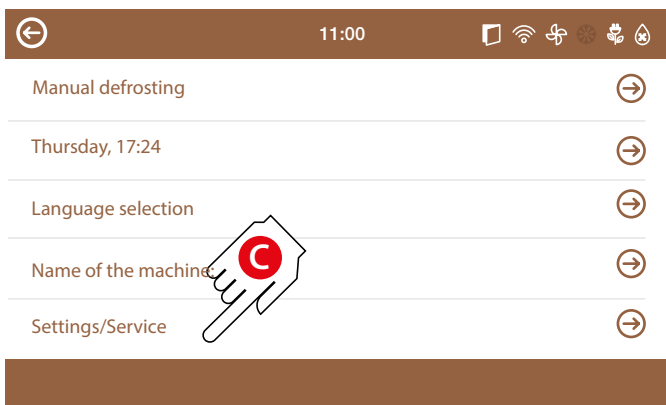 11:00
Manual defrosting
Thursday, 17:24
Language selection
Name of the machine:
C
Settings/Service